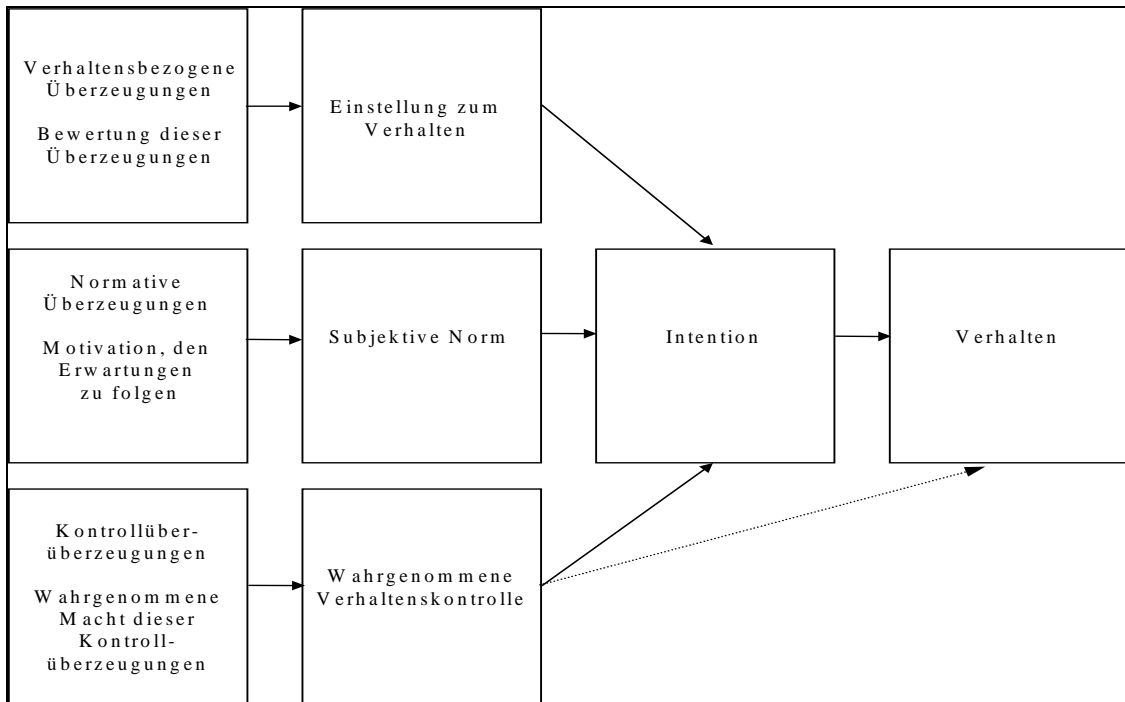 Verhaltensbezogene
Überzeugungen
Bewertung dieser
Überzeugungen
Einstellung zum
Verhalten
Normative
Überzeugungen
Motivation, den
Erwartungen
zu folgen
Subjektive Norm
Intention
Verhalten
Kontrollüber-
überzeugungen
Wahrgenommene
Macht dieser
Kontroll-
überzeugungen
Wahrgenommene
Verhaltenskontrolle